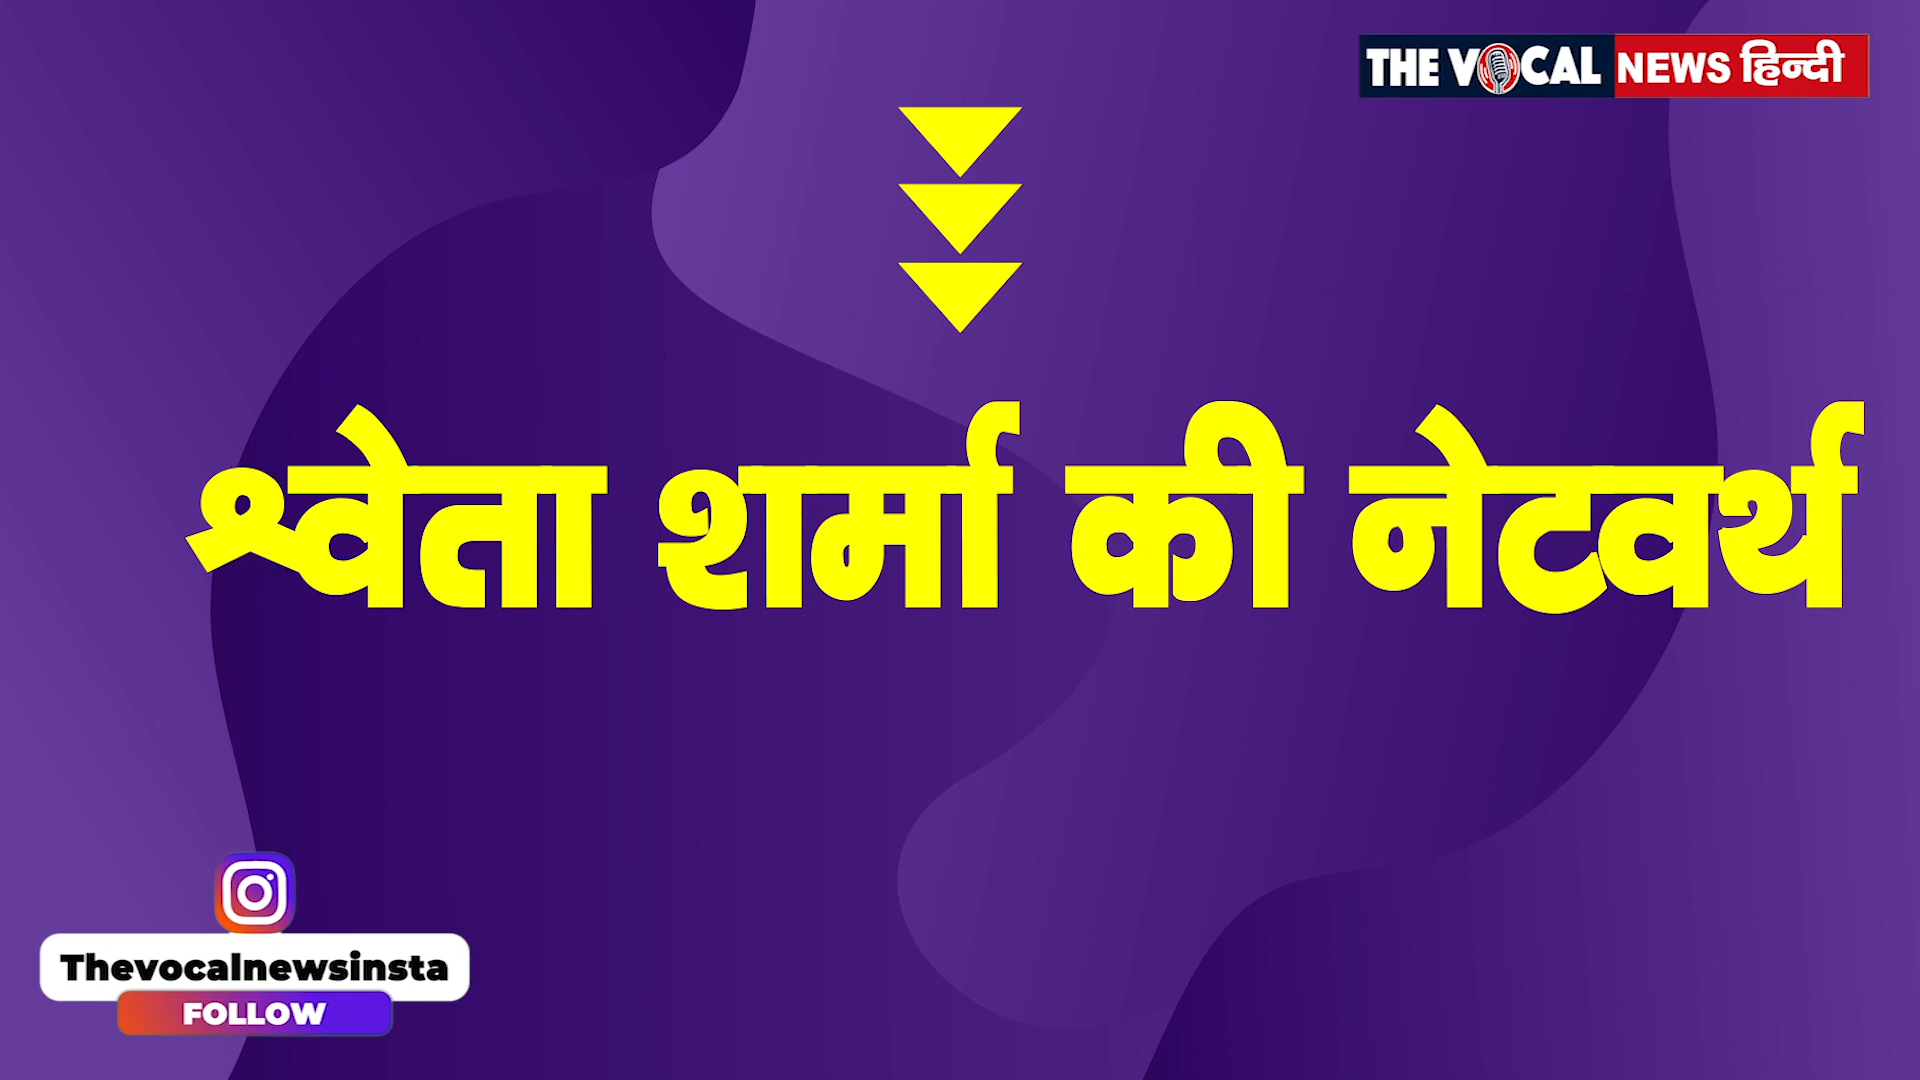 THE VOCAL NEWS हिन्दी
श्वेता शर्मा की नेटवर्थ
Thevocalnewsinsta
FOLLOW